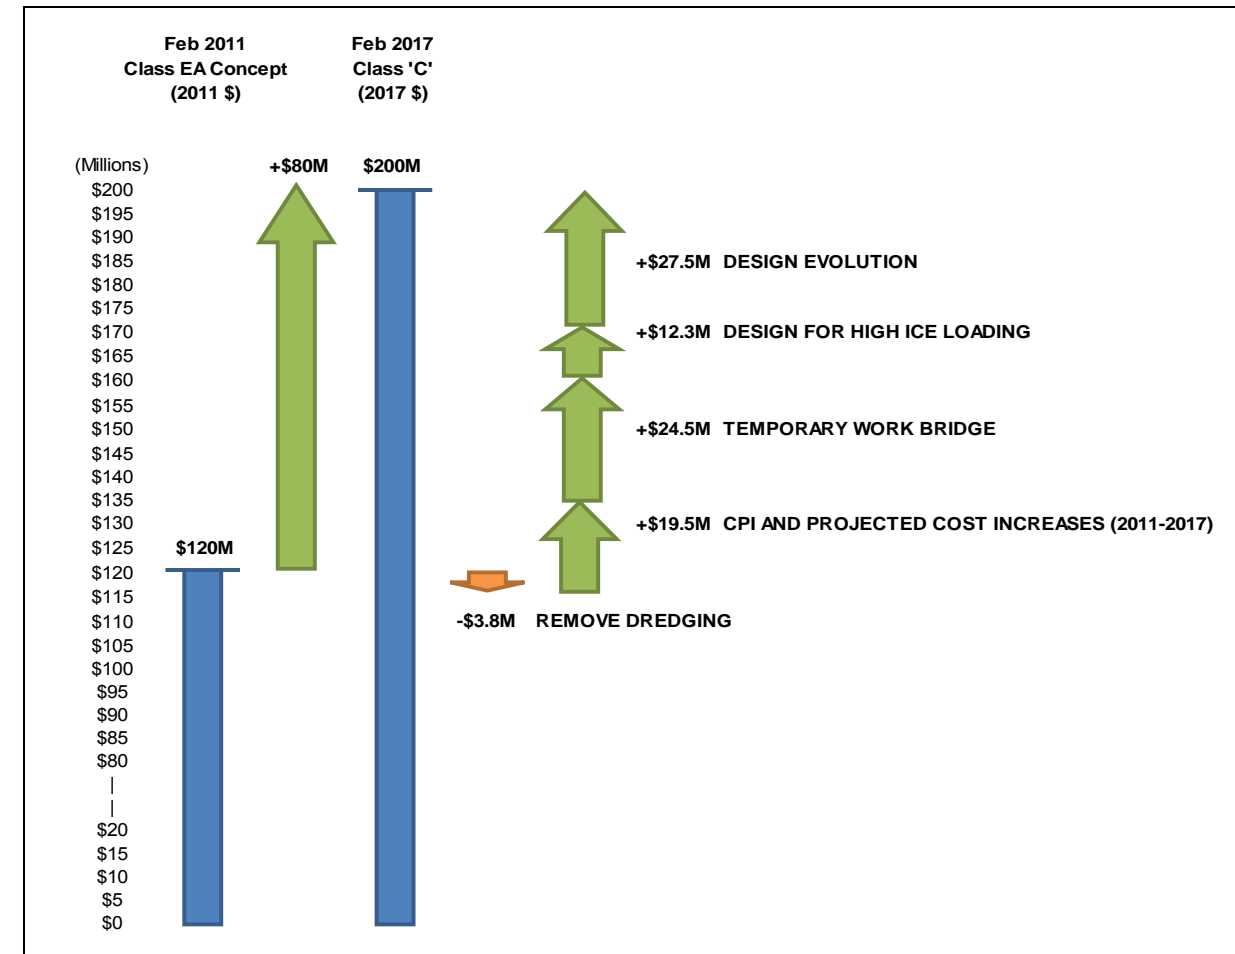 Feb 2011
Class EA Concept
(2011 $)
Feb 2017
Class 'C'
(2017 $)
(Millions)
+$80M
$200M
$200
$195
$190
$185
+$27.5M DESIGN EVOLUTION
$180
$175
$170
+$12.3M DESIGN FOR HIGH ICE LOADING
$165
$160
$155
$150
+$24.5M TEMPORARY WORK BRIDGE
$145
$140
$135
$130
+$19.5M CPI AND PROJECTED COST INCREASES (2011-2017)
$125
$120M
$120
$115
$110
-$3.8M REMOVE DREDGING
$105
$100
$95
$90
$85
$80
|
|
$20
$15
$10
$5
$0